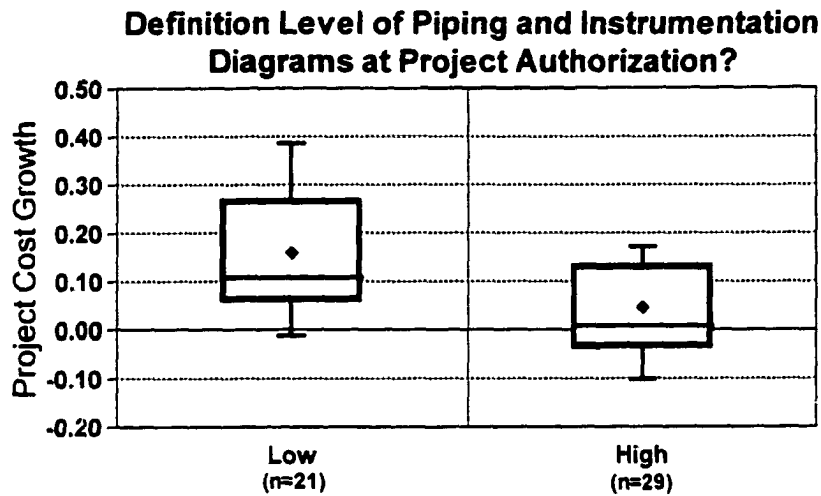 Definition Level of Piping and Instrumentation
Diagrams at Project Authorization?
Project Cost Growth
0.50
0.40
0.30
0.20
0.10
0.00
-0.10
-0.20
Low
(n=21)
High
(n=29)